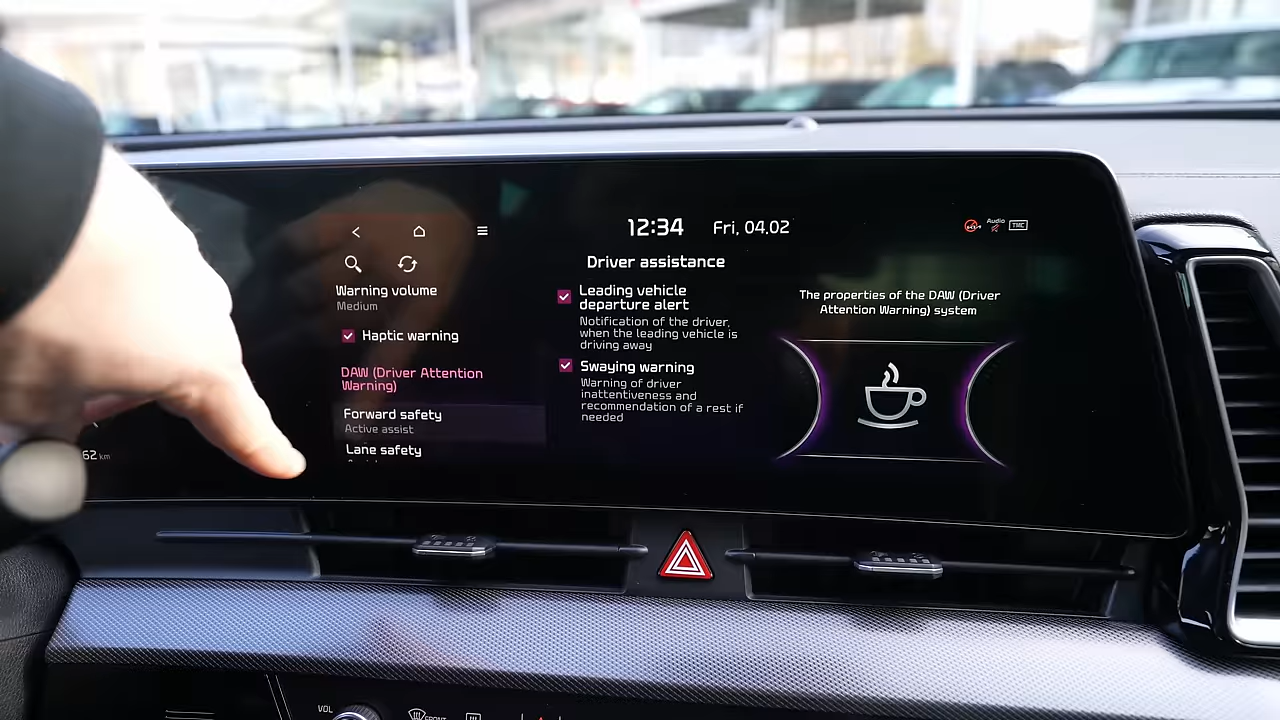 12:34 Fri, 04.02
Audio
TMC
Driver assistance
Warning volume
Medium
Haptic warning
DAW (Driver Attention
Warning)
Forward safety
Active assist
Lane safety
Leading vehicle
departure alert
Notification of the driver,
when the leading vehicle is
driving away
Swaying warning
Warning of driver
inattentiveness and
recommendation of a rest if
needed
The properties of the DAW (Driver
Attention Warning) system
62 km
VOL
FRONT